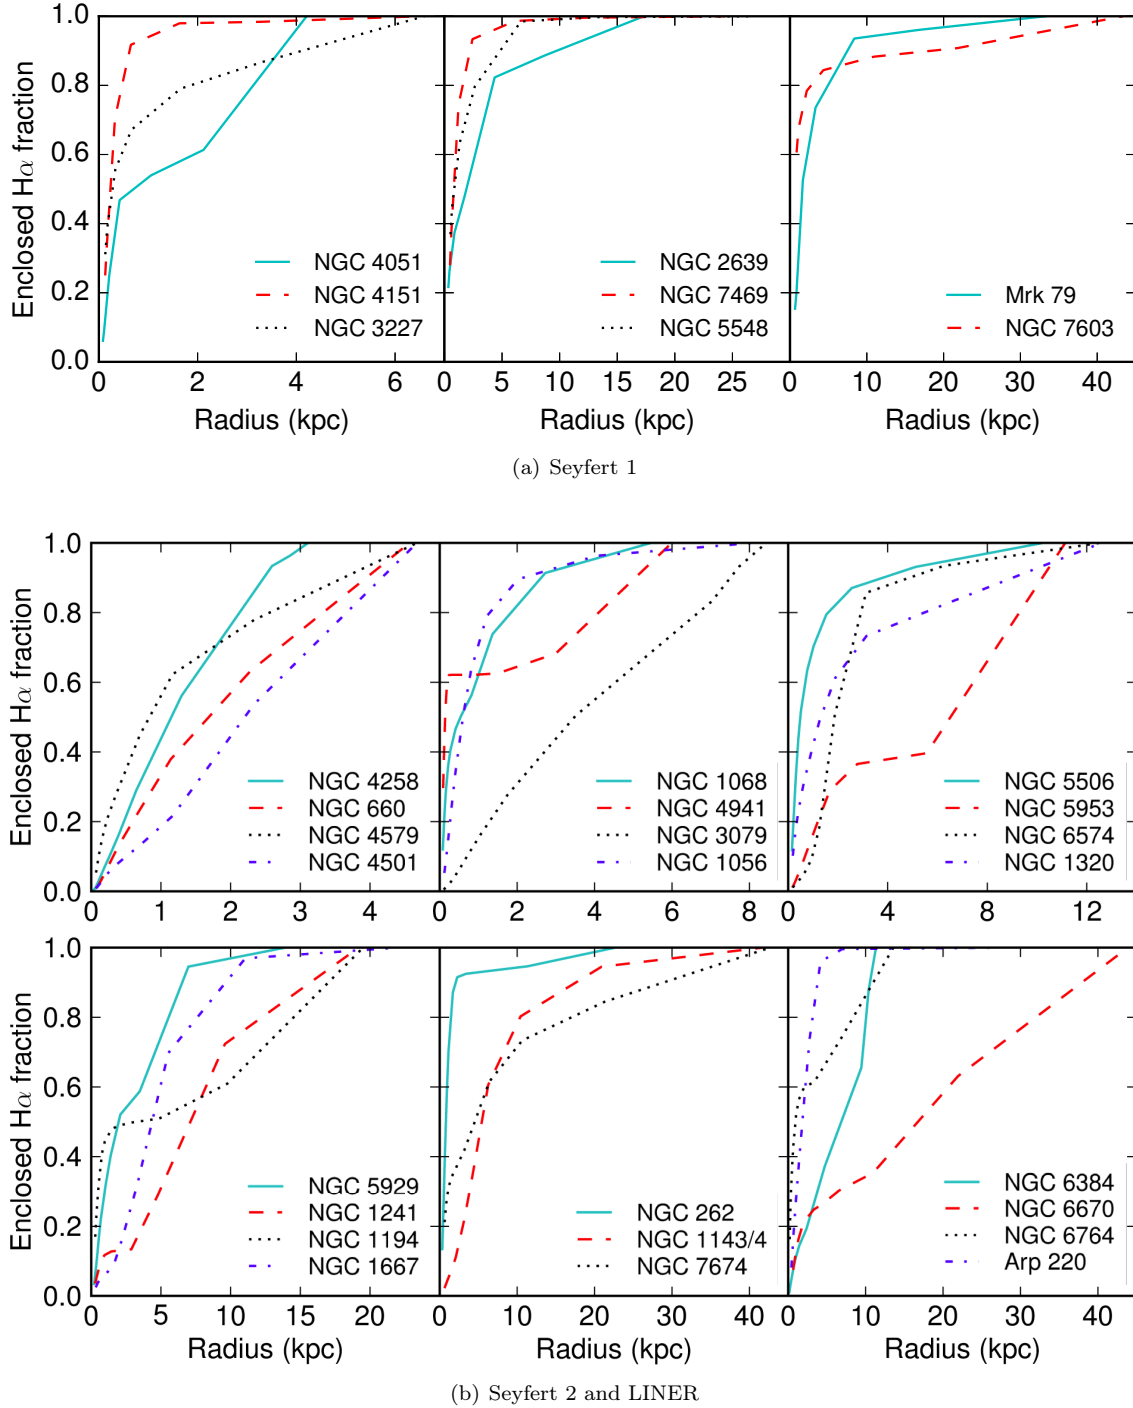 1.0
0.8
0.6
0.4
0.2
0.0
Enclosed Hα fraction
NGC 4051
NGC 4151
NGC 3227
0 2 4 6
Radius (kpc)
NGC 2639
NGC 7469
NGC 5548
0 5 10 15 20 25
Radius (kpc)
Mrk 79
NGC 7603
0 10 20 30 40
Radius (kpc)
(a) Seyfert 1
1.0
0.8
0.6
0.4
0.2
0.0
Enclosed Hα fraction
NGC 4258
NGC 660
NGC 4579
NGC 4501
0 1 2 3 4
NGC 1068
NGC 4941
NGC 3079
NGC 1056
0 2 4 6 8
NGC 5506
NGC 5953
NGC 6574
NGC 1320
0 4 8 12
1.0
0.8
0.6
0.4
0.2
0.0
Enclosed Hα fraction
NGC 5929
NGC 1241
NGC 1194
NGC 1667
0 5 10 15 20
Radius (kpc)
NGC 262
NGC 1143/4
NGC 7674
0 10 20 30 40
Radius (kpc)
NGC 6384
NGC 6670
NGC 6764
Arp 220
0 10 20 30 40
Radius (kpc)
(b) Seyfert 2 and LINER